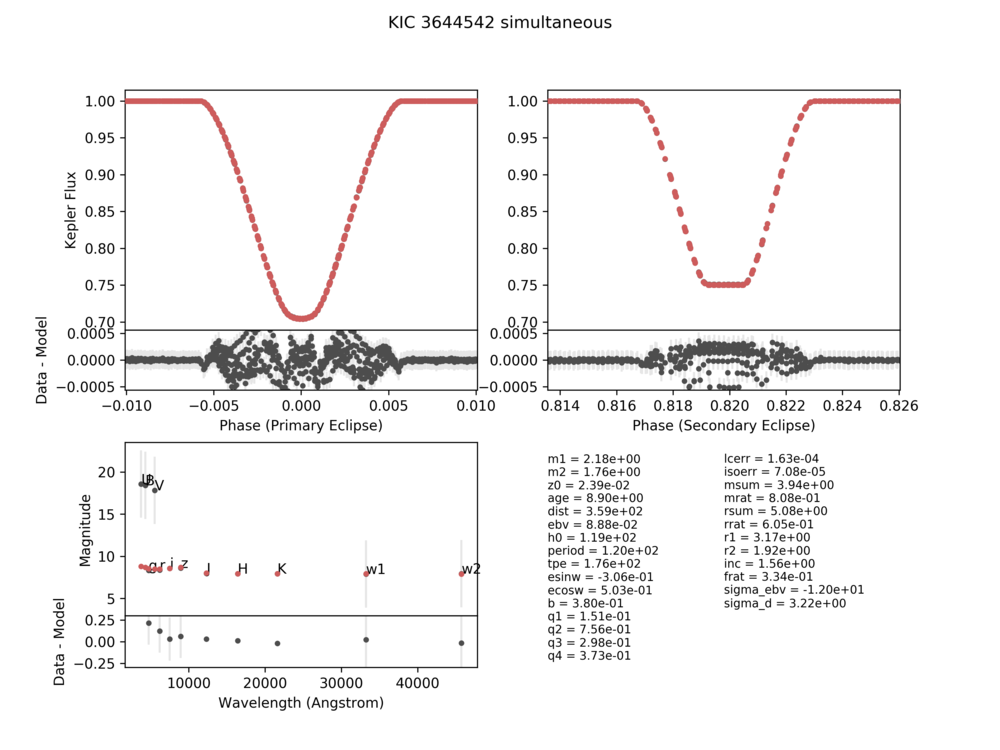 KIC 3644542 simultaneous
1.00
0.95
0.90
0.85
0.80
0.75
0.70
Kepler Flux
1.00
0.95
0.90
0.85
0.80
0.75
0.70
0.0005
0.0000
−0.0005
Data - Model
0.0005
0.0000
−0.0005
−0.010 −0.005 0.000 0.005 0.010
Phase (Primary Eclipse)
0.814 0.816 0.818 0.820 0.822 0.824 0.826
Phase (Secondary Eclipse)
20
15
10
5
Magnitude
U B V
g r i z J H K w1 w2
0.25
0.00
−0.25
Data - Model
10000 20000 30000 40000
Wavelength (Angstrom)
m1 = 2.18e+00
m2 = 1.76e+00
z0 = 2.39e-02
age = 8.90e+00
dist = 3.59e+02
ebv = 8.88e-02
h0 = 1.19e+02
period = 1.20e+02
tpe = 1.76e+02
esinw = -3.06e-01
ecosw = 5.03e-01
b = 3.80e-01
q1 = 1.51e-01
q2 = 7.56e-01
q3 = 2.98e-01
q4 = 3.73e-01
lcerr = 1.63e-04
isoerr = 7.08e-05
msum = 3.94e+00
mrat = 8.08e-01
rsum = 5.08e+00
rrat = 6.05e-01
r1 = 3.17e+00
r2 = 1.92e+00
inc = 1.56e+00
frat = 3.34e-01
sigma_ebv = -1.20e+01
sigma_d = 3.22e+00